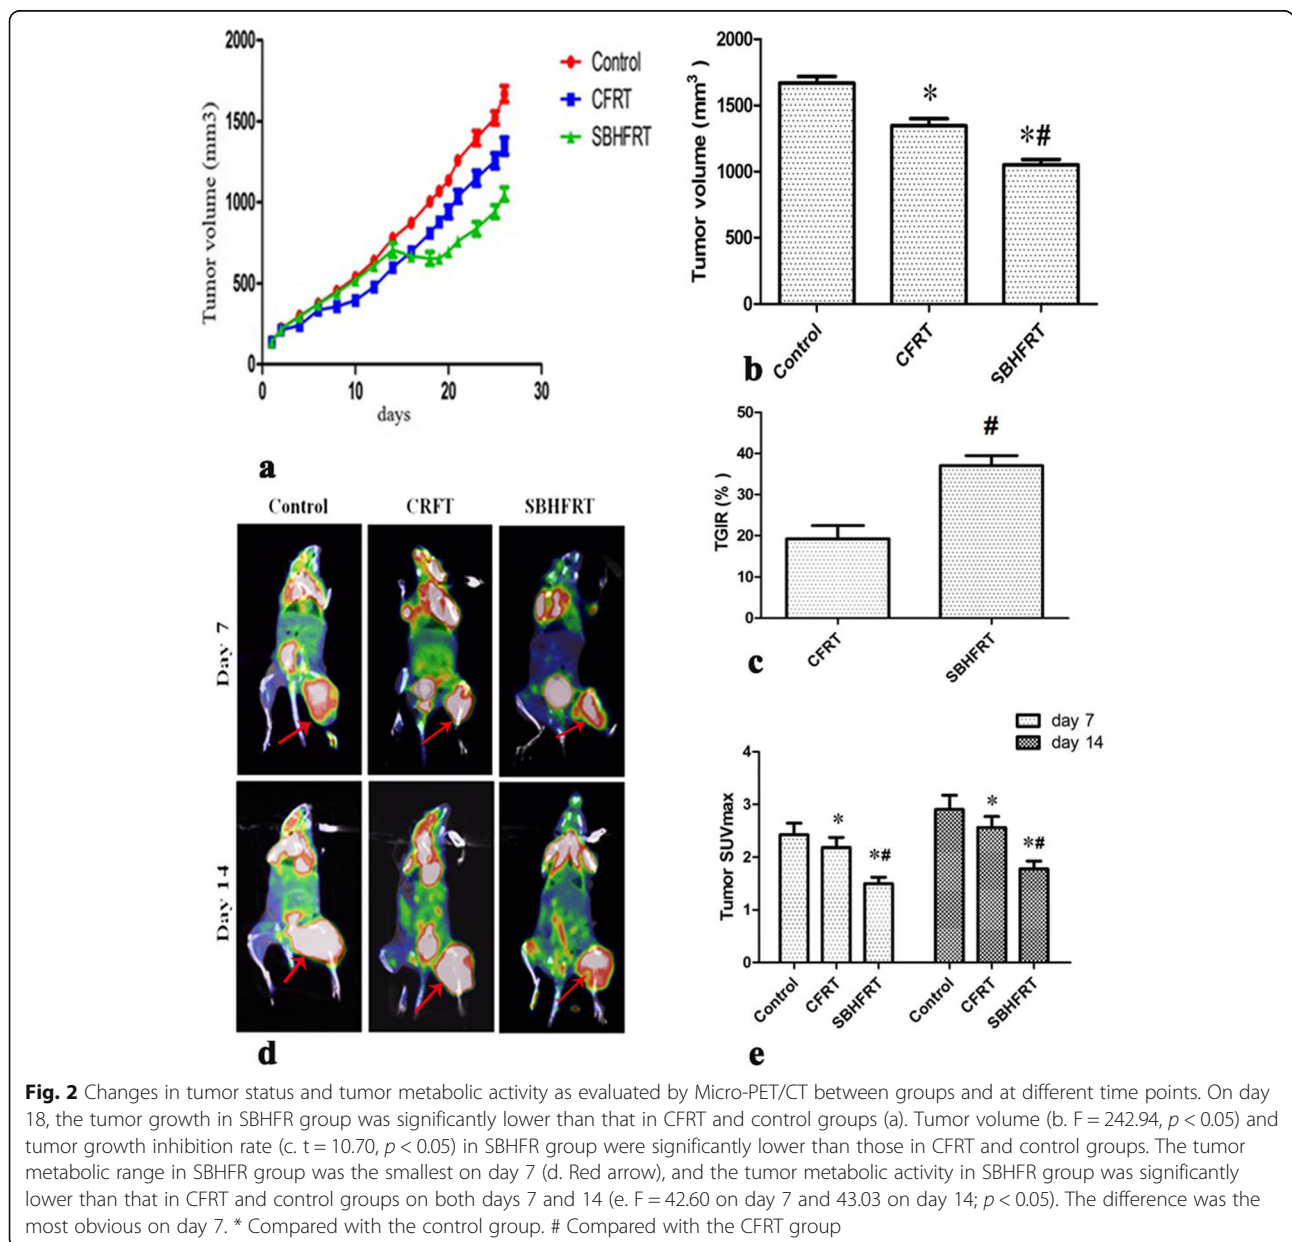 2000
1500
1000
500
0
0
10
20
30
Tumor volume (mm3)
days
Control
CFRT
SBHFRT
a
2000
1500
1000
500
0
Tumor volume (mm³ )
*
*#
Control
CFRT
SBHFRT
b
50
40
30
20
10
0
TGIR (% )
#
CFRT
SBHFRT
c
Control CRFT SBHFRT
Day 7
Day 14
d
day 7
day 14
4
3
2
1
0
Tumor SUVmax
*
*#
*
*#
Control
CFRT
SBHFRT
Control
CFRT
SBHFRT
e
Fig. 2 Changes in tumor status and tumor metabolic activity as evaluated by Micro-PET/CT between groups and at different time points. On day
18, the tumor growth in SBHFR group was significantly lower than that in CFRT and control groups (a). Tumor volume (b. F = 242.94, p < 0.05) and
tumor growth inhibition rate (c. t = 10.70, p < 0.05) in SBHFR group were significantly lower than those in CFRT and control groups. The tumor
metabolic range in SBHFR group was the smallest on day 7 (d. Red arrow), and the tumor metabolic activity in SBHFR group was significantly
lower than that in CFRT and control groups on both days 7 and 14 (e. F = 42.60 on day 7 and 43.03 on day 14; p < 0.05). The difference was the
most obvious on day 7. * Compared with the control group. # Compared with the CFRT group